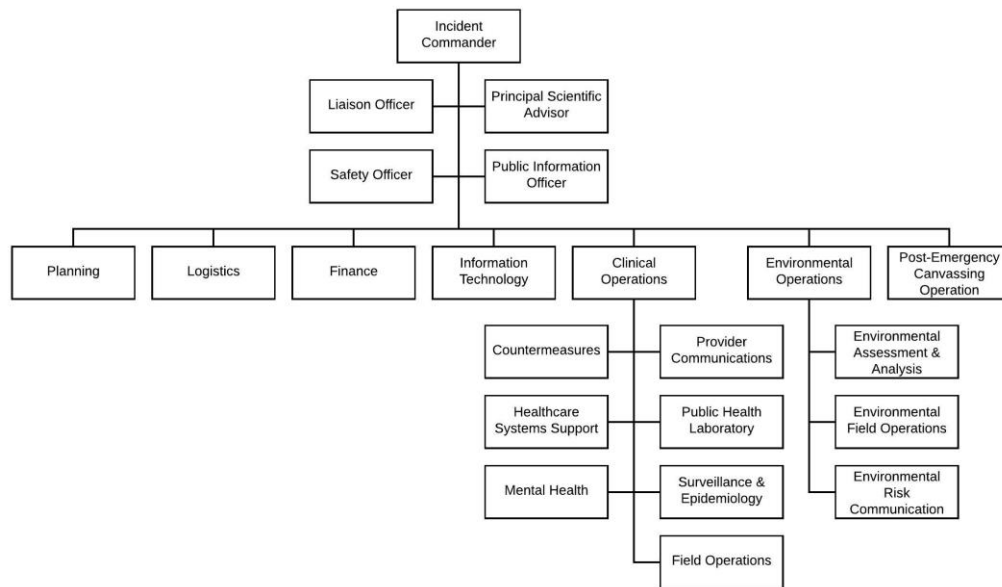 Incident
Commander
Liaison Officer
Principal Scientific
Advisor
Safety Officer
Public Information
Officer
Planning
Logistics
Finance
Information
Technology
Clinical
Operations
Environmental
Operations
Post-Emergency
Canvassing
Operation
Countermeasures
Provider
Communications
Environmental
Assessment &
Analysis
Healthcare
Systems Support
Public Health
Laboratory
Environmental
Field Operations
Mental Health
Surveillance &
Epidemiology
Environmental
Risk
Communication
Field Operations